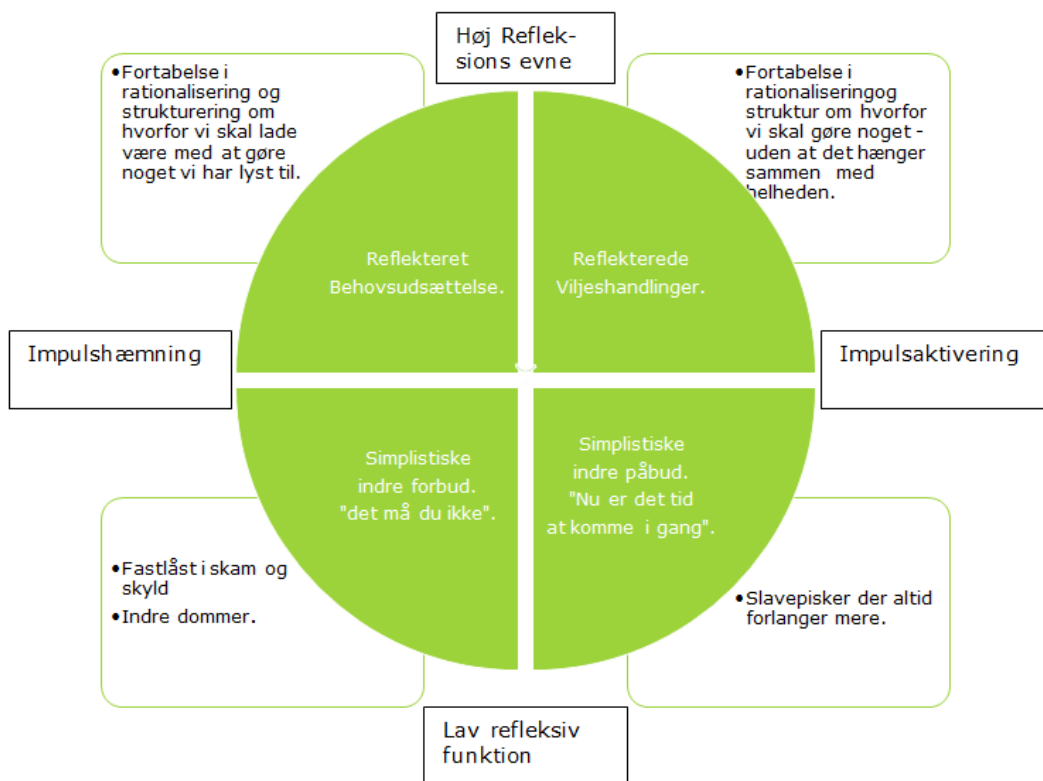 Høj Reflek-
sions evne
•Fortabelse i
rationalisering og
strukturering om
hvorfor vi skal lade
være med at gøre
noget vi har lyst til.
•Fortabelse i
rationaliseringog
struktur om hvorfor
vi skal gøre noget -
uden at det hænger
sammen med
helheden.
Reflekteret
Behovsudsættelse.
Reflekterede
Viljeshandlinger.
Impulshæmning
Impulsaktivering
Simplistiske
indre forbud.
"det må du ikke".
Simplistiske
indre påbud.
"Nu er det tid
at komme i gang".
•Fastlåst i skam og
skyld
•Indre dommer.
•Slavepisker der altid
forlanger mere.
Lav refleksiv
funktion